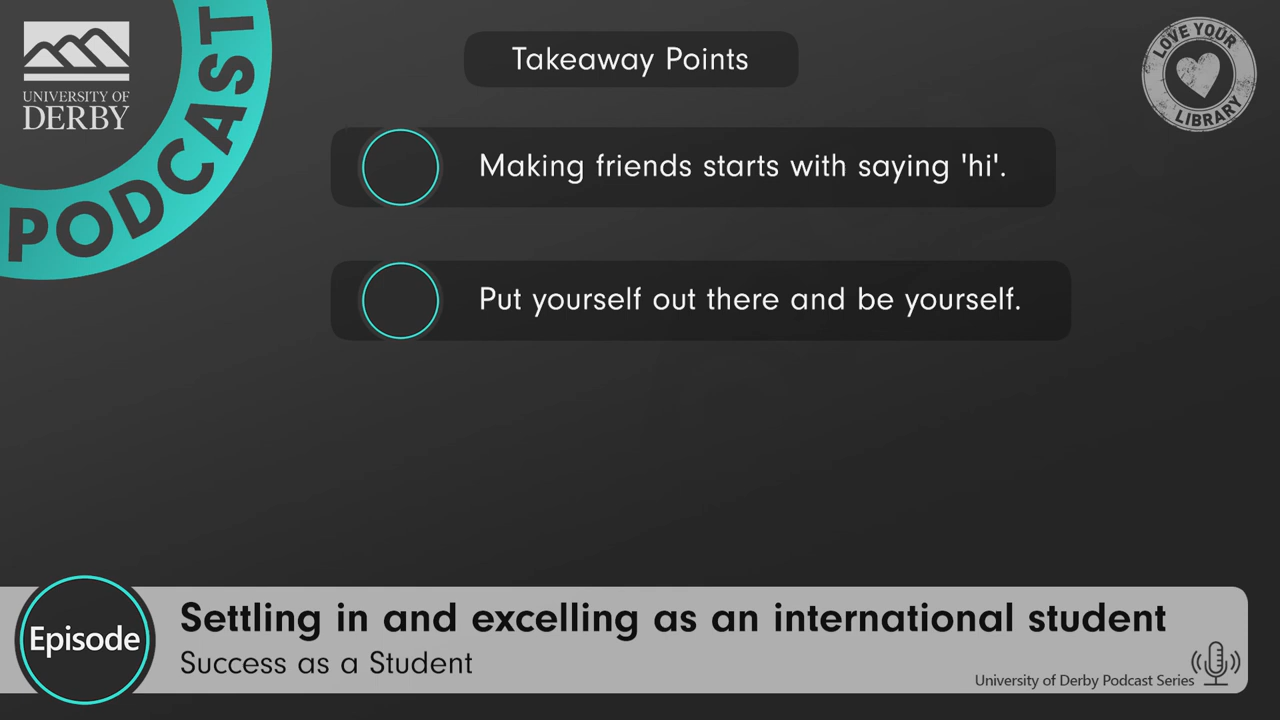 PODCAST
UNIVERSITY OF
DERBY
Takeaway Points
LOVE YOUR
LIBRARY
Making friends starts with saying 'hi'.
Put yourself out there and be yourself.
Episode
Settling in and excelling as an international student
Success as a Student
University of Derby Podcast Series